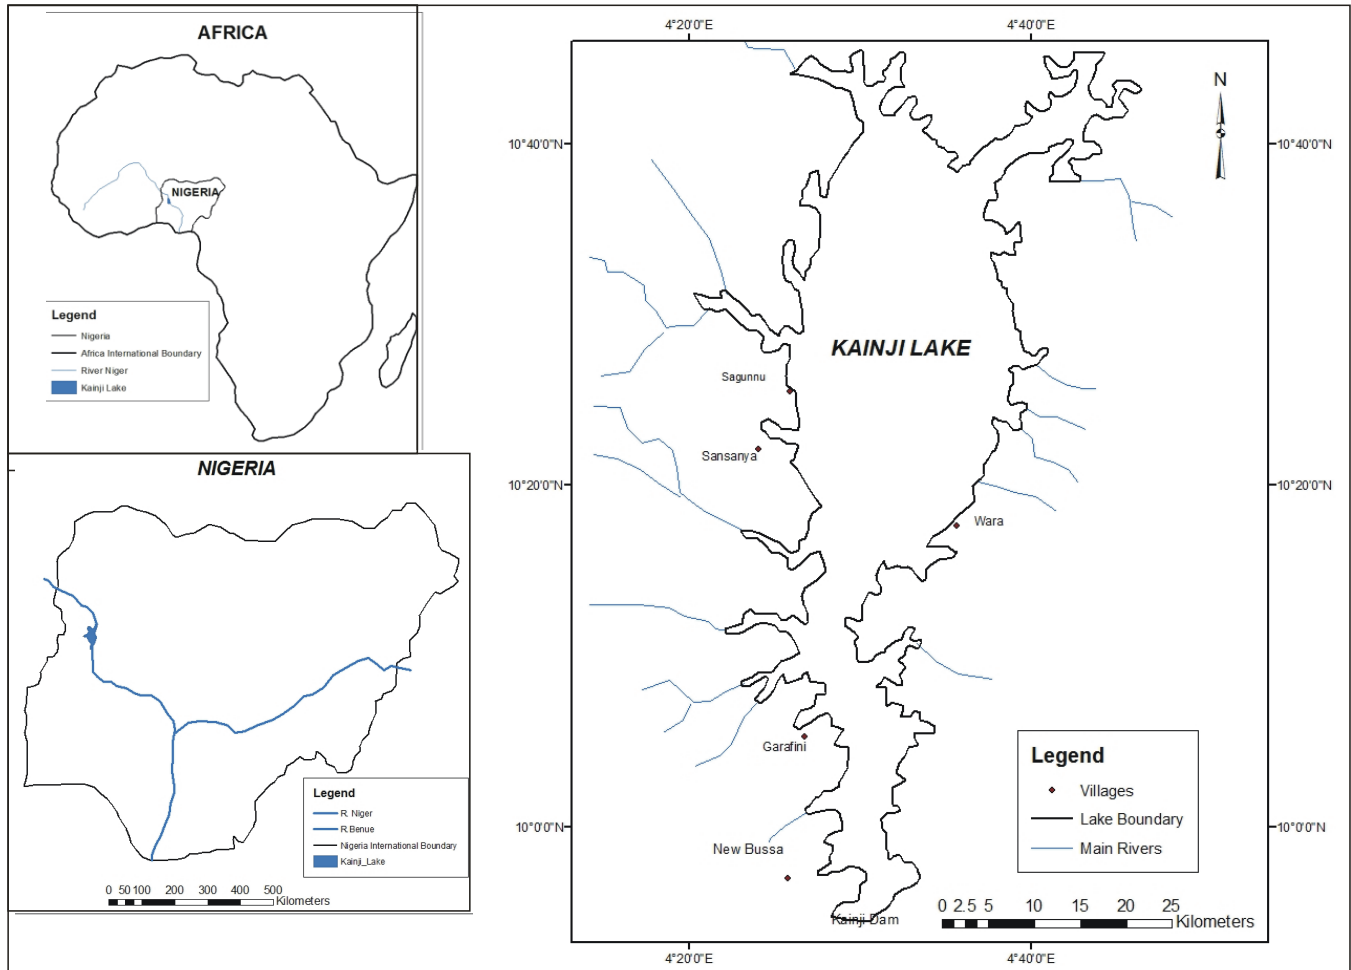 AFRICA
NIGERIA
Legend
Nigeria
Africa International Boundary
River Niger
Kainji Lake
NIGERIA
Legend
R. Niger
R.Benue
Nigeria International Boundary
Kainji_Lake
0 50 100 200 300 400 500
Kilometers
4°20'0"E 4°40'0"E
N
10°40'0"N 10°40'0"N
KAINJI LAKE
Sagunnu
Sansanya
10°20'0"N 10°20'0"N
Wara
Garafini
Legend
Villages
Lake Boundary
Main Rivers
10°0'0"N 10°0'0"N
New Bussa
Kainji Dam
0 2.5 5 10 15 20 25
Kilometers
4°20'0"E 4°40'0"E